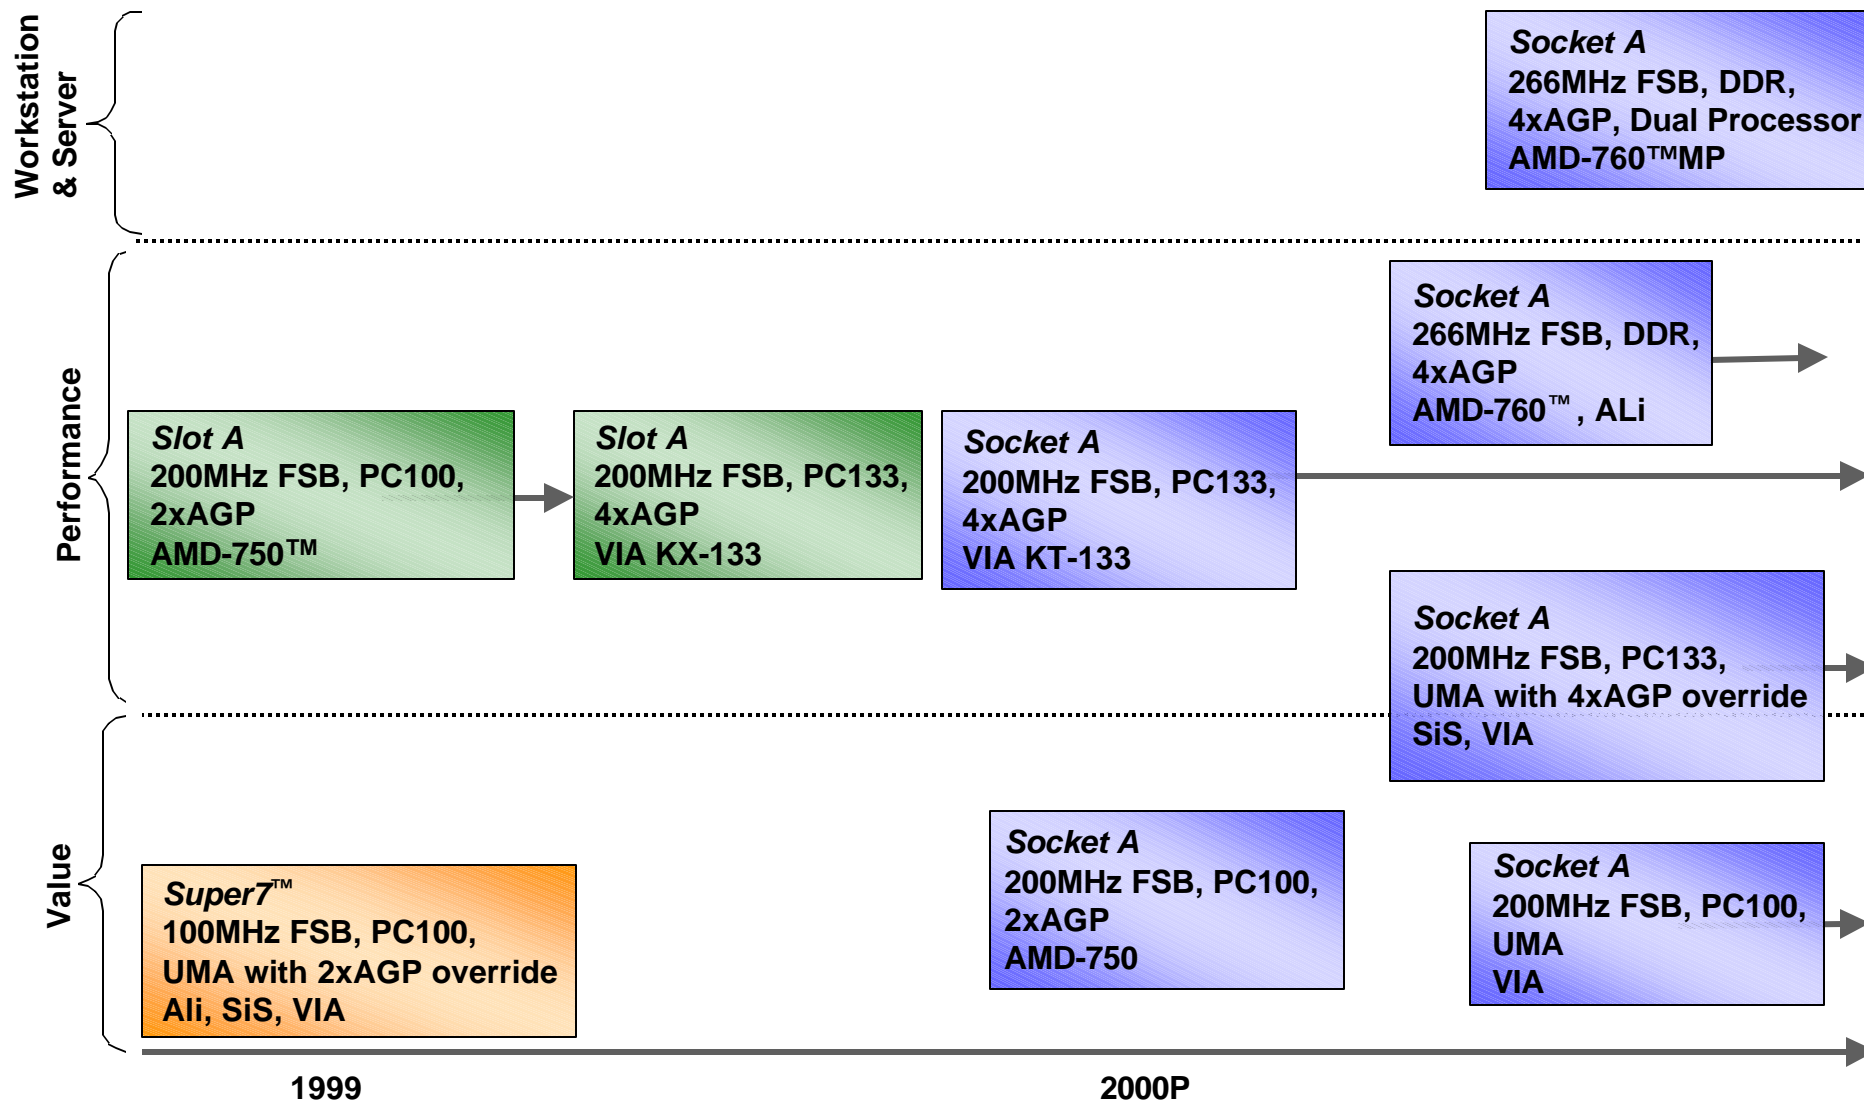 Workstation
& Server
Socket A
266MHz FSB, DDR,
4xAGP, Dual Processor
AMD-760™MP
Performance
Socket A
266MHz FSB, DDR,
4xAGP
AMD-760™, ALi
Slot A
200MHz FSB, PC100,
2xAGP
AMD-750™
Slot A
200MHz FSB, PC133,
4xAGP
VIA KX-133
Socket A
200MHz FSB, PC133,
4xAGP
VIA KT-133
Socket A
200MHz FSB, PC133,
UMA with 4xAGP override
SiS, VIA
Value
Super7™
100MHz FSB, PC100,
UMA with 2xAGP override
Ali, SiS, VIA
Socket A
200MHz FSB, PC100,
2xAGP
AMD-750
Socket A
200MHz FSB, PC100,
UMA
VIA
1999
2000P